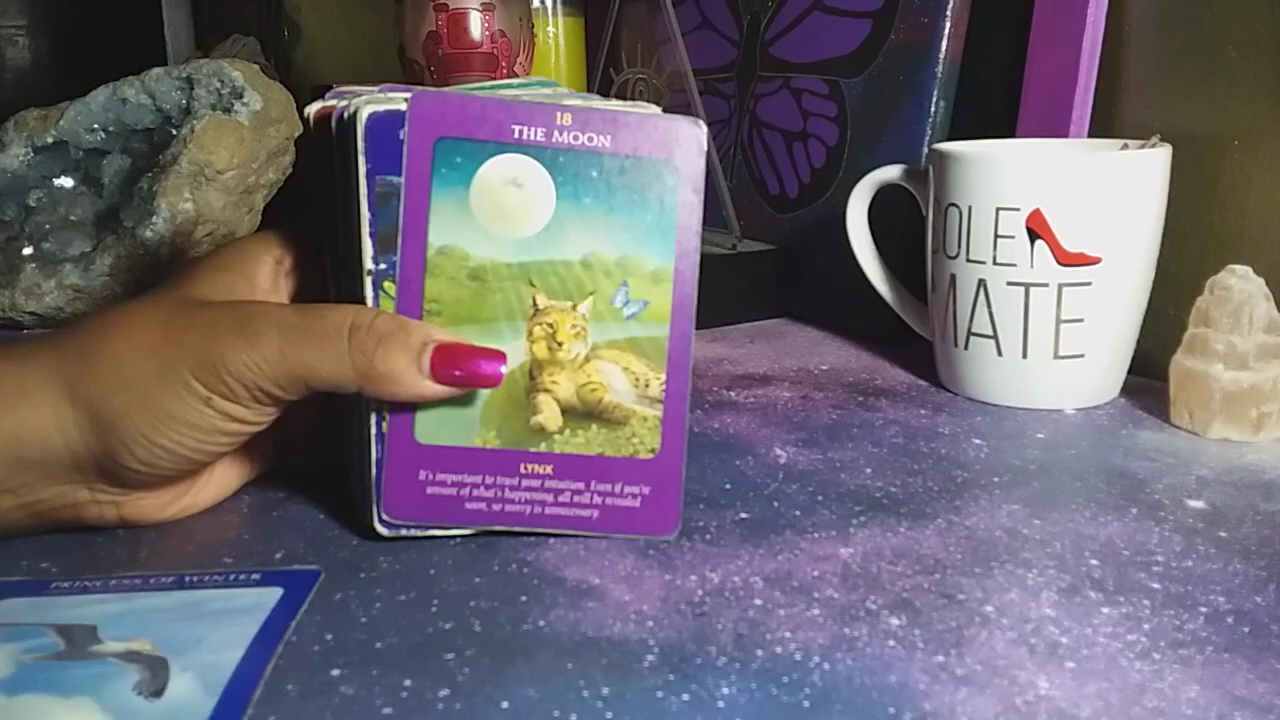 18
THE MOON
LYNX
It's important to trust your intuition. Even if you're
unsure of what's happening, all will be revealed
soon, so worry is unnecessary.
SOLE
MATE
PRINCESS OF WINTER